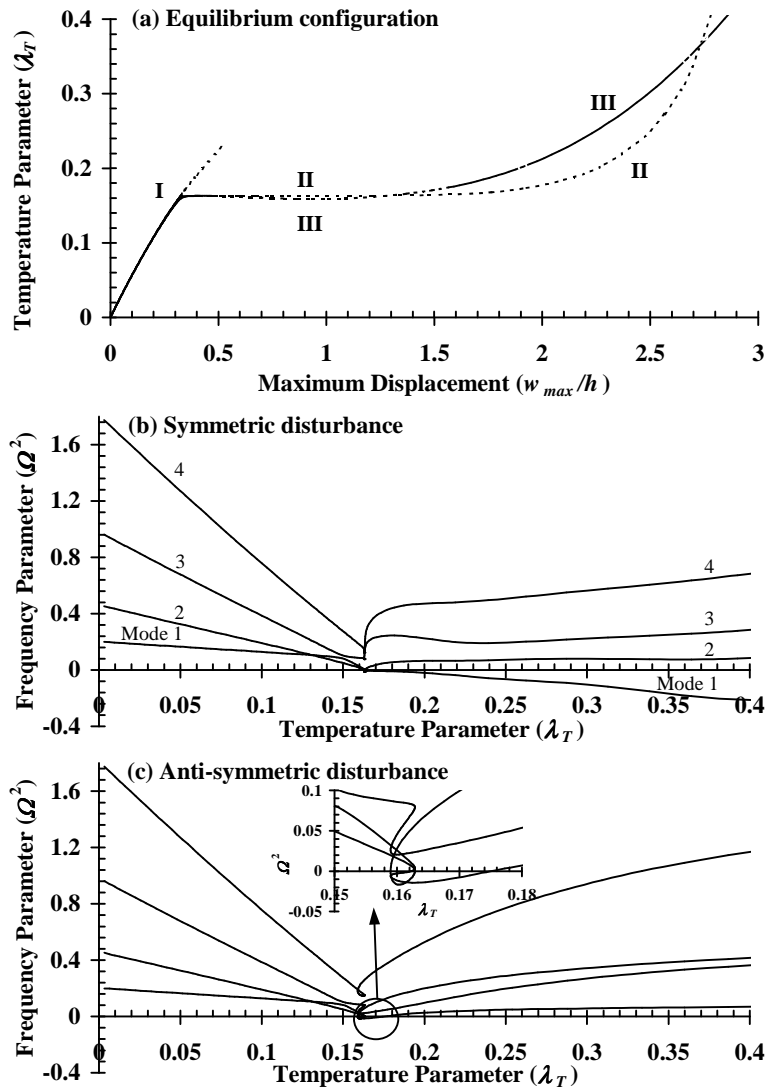 (a) Equilibrium configuration
Temperature Parameter (λ_T)
0.4
0.3
0.2
0.1
0
I
II
III
III
II
0 0.5 1 1.5 2 2.5 3
Maximum Displacement (w_max/h)
(b) Symmetric disturbance
Frequency Parameter (Ω²)
1.6
1.2
0.8
0.4
0
-0.4
4
3
2
Mode 1
4
3
2
Mode 1
0 0.05 0.1 0.15 0.2 0.25 0.3 0.35 0.4
Temperature Parameter (λ_T)
(c) Anti-symmetric disturbance
Frequency Parameter (Ω²)
1.6
1.2
0.8
0.4
0
-0.4
Ω²
0.1
0.05
0
-0.05
0.15 0.16 0.17 0.18
λ_T
0 0.05 0.1 0.15 0.2 0.25 0.3 0.35 0.4
Temperature Parameter (λ_T)